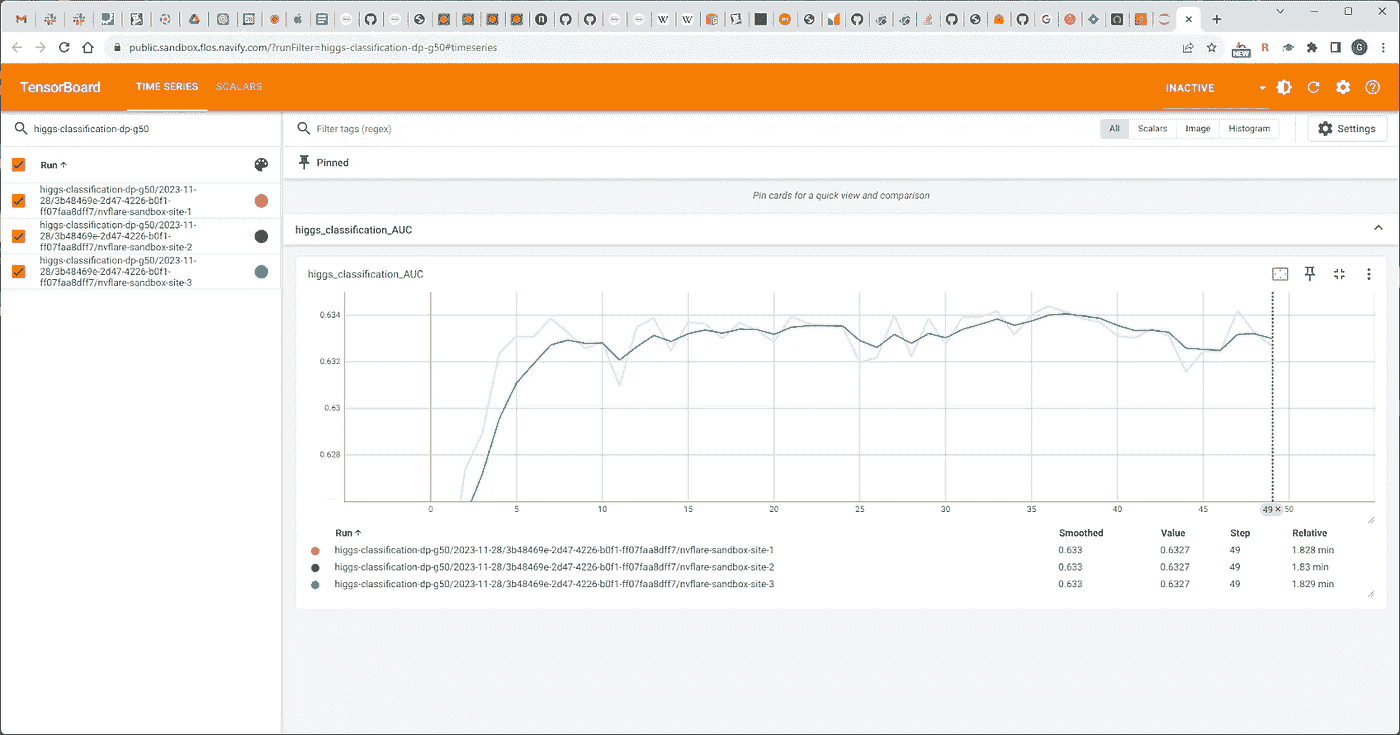 public.sandbox.flos.navify.com/?runFilter=higgs-classification-dp-g50#timeseries
NEW
R
G
TensorBoard
TIME SERIES
SCALARS
INACTIVE
higgs-classification-dp-g50
Filter tags (regex)
All
Scalars
Image
Histogram
Settings
Run ↑
Pinned
higgs-classification-dp-g50/2023-11-
28/3b48469e-2d47-4226-b0f1-
ff07faa8dff7/nvflare-sandbox-site-1
higgs-classification-dp-g50/2023-11-
28/3b48469e-2d47-4226-b0f1-
ff07faa8dff7/nvflare-sandbox-site-2
higgs-classification-dp-g50/2023-11-
28/3b48469e-2d47-4226-b0f1-
ff07faa8dff7/nvflare-sandbox-site-3
Pin cards for a quick view and comparison
higgs_classification_AUC
higgs_classification_AUC
0.634
0.632
0.63
0.628
0 5 10 15 20 25 30 35 40 45 49 × 50
Run ↑ Smoothed Value Step Relative
higgs-classification-dp-g50/2023-11-28/3b48469e-2d47-4226-b0f1-ff07faa8dff7/nvflare-sandbox-site-1 0.633 0.6327 49 1.828 min
higgs-classification-dp-g50/2023-11-28/3b48469e-2d47-4226-b0f1-ff07faa8dff7/nvflare-sandbox-site-2 0.633 0.6327 49 1.83 min
higgs-classification-dp-g50/2023-11-28/3b48469e-2d47-4226-b0f1-ff07faa8dff7/nvflare-sandbox-site-3 0.633 0.6327 49 1.829 min